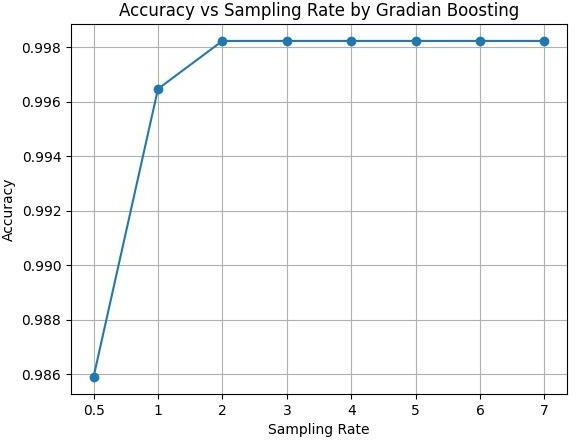 Accuracy vs Sampling Rate by Gradian Boosting
0.998
0.996
0.994
0.992
0.990
0.988
0.986
Accuracy
0.5 1 2 3 4 5 6 7
Sampling Rate